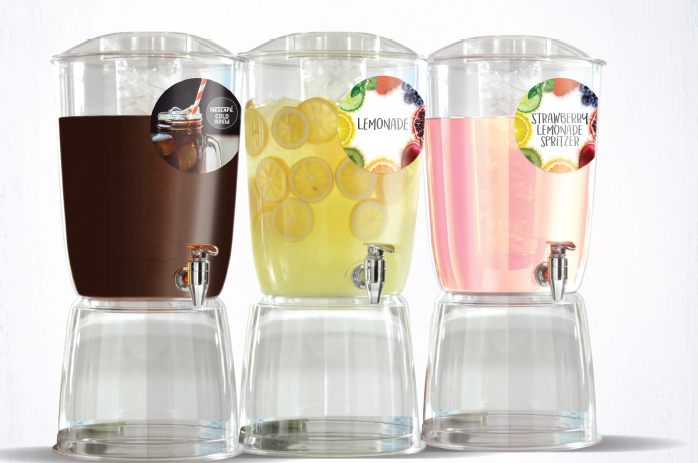 NESCAFÉ
COLD
BREW
LEMONADE
STRAWBERRY
LEMONADE
SPRITZER